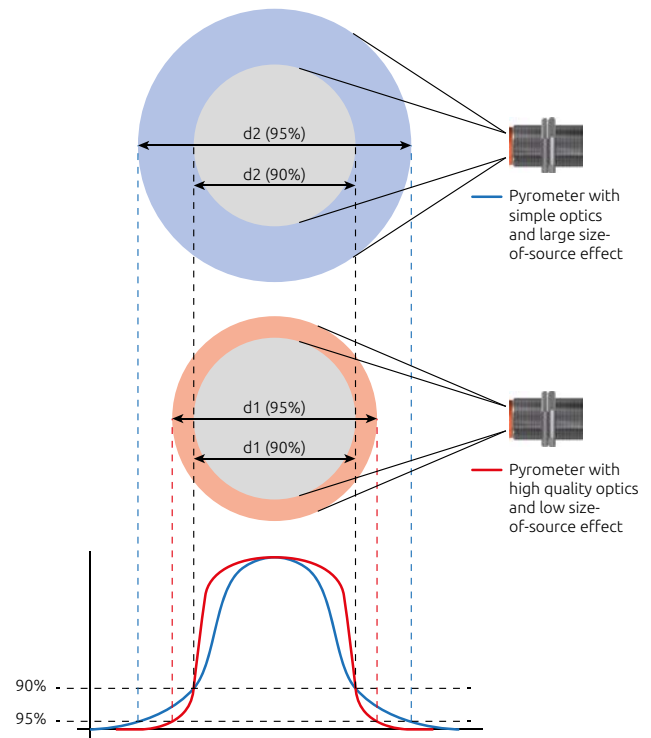 d2 (95%)
d2 (90%)
Pyrometer with
simple optics
and large size-
of-source effect
d1 (95%)
d1 (90%)
Pyrometer with
high quality optics
and low size-
of-source effect
90%
95%